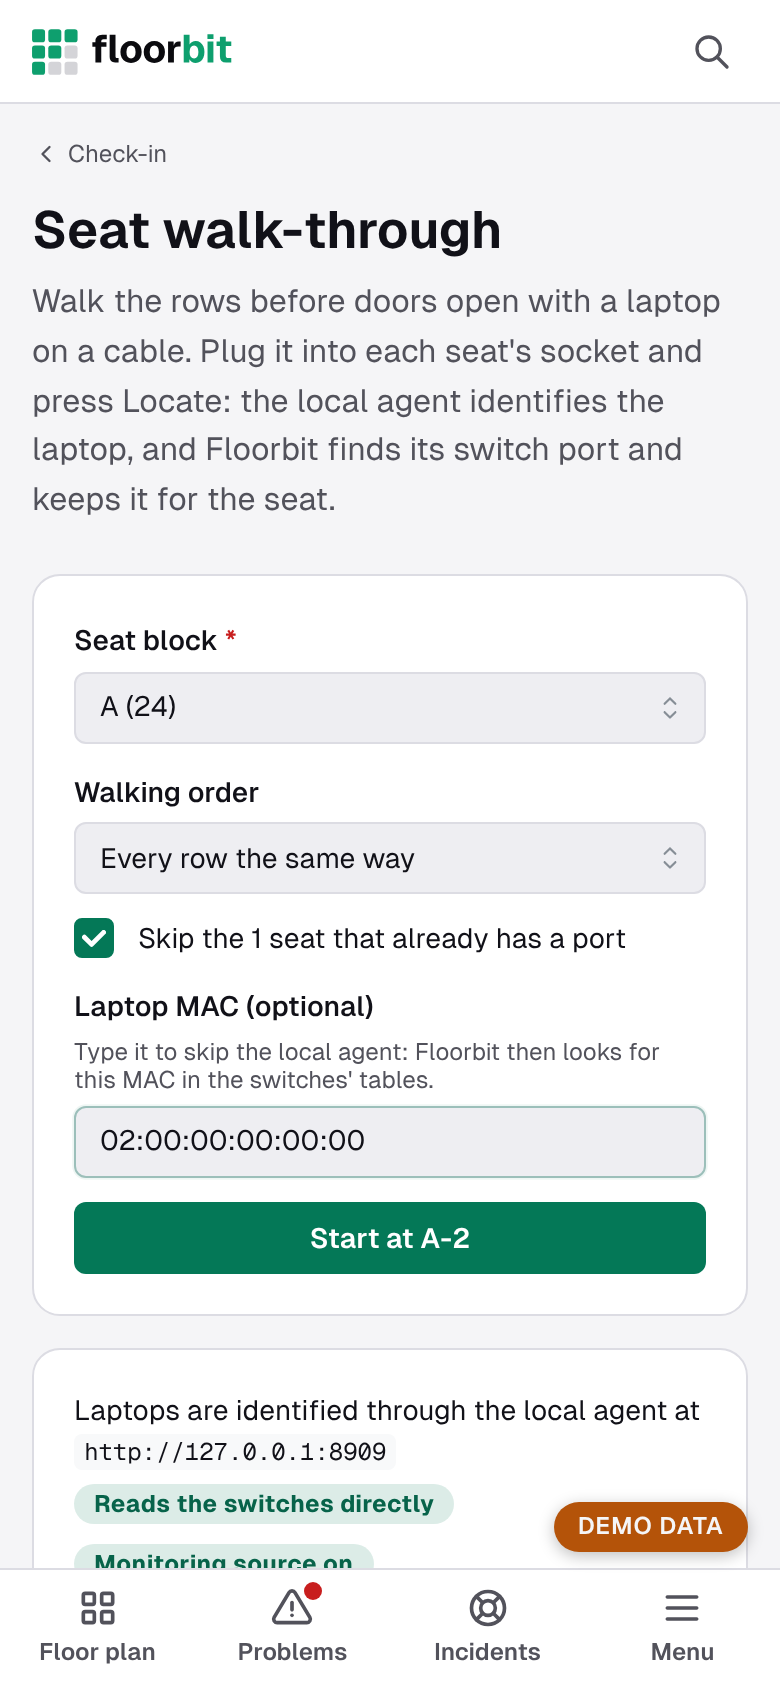 floorbit
Check-in
Seat walk-through
Walk the rows before doors open with a laptop
on a cable. Plug it into each seat's socket and
press Locate: the local agent identifies the
laptop, and Floorbit finds its switch port and
keeps it for the seat.
Seat block *
A (24)
Walking order
Every row the same way
Skip the 1 seat that already has a port
Laptop MAC (optional)
Type it to skip the local agent: Floorbit then looks for
this MAC in the switches' tables.
02:00:00:00:00:00
Start at A-2
Laptops are identified through the local agent at
http://127.0.0.1:8909
Reads the switches directly
DEMO DATA
Monitoring source on
Floor plan
Problems
Incidents
Menu